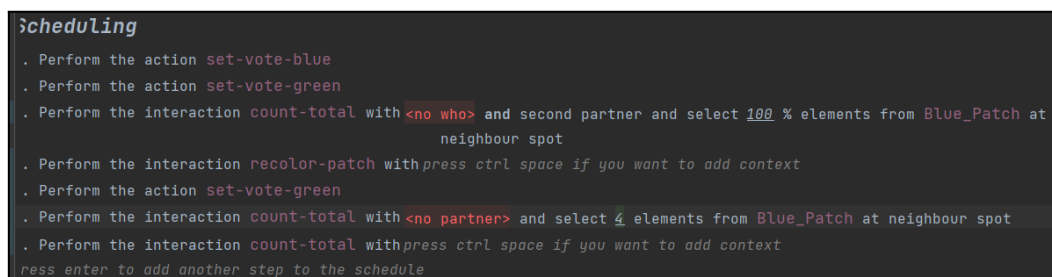 Scheduling
. Perform the action set-vote-blue
. Perform the action set-vote-green
. Perform the interaction count-total with <no who> and second partner and select 100 % elements from Blue_Patch at
neighbour spot
. Perform the interaction recolor-patch with press ctrl space if you want to add context
. Perform the action set-vote-green
. Perform the interaction count-total with <no partner> and select 4 elements from Blue_Patch at neighbour spot
. Perform the interaction count-total with press ctrl space if you want to add context
ress enter to add another step to the schedule